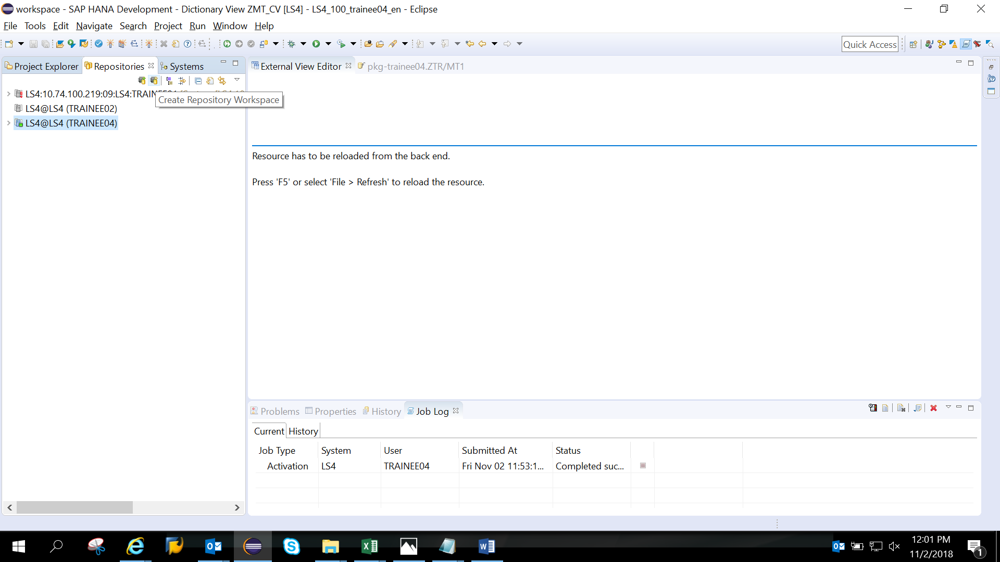 workspace - SAP HANA Development - Dictionary View ZMT_CV [LS4] - LS4_100_trainee04_en - Eclipse
File Tools Edit Navigate Search Project Run Window Help
Quick Access
Project Explorer Repositories Systems
External View Editor pkg-trainee04.ZTR/MT1
LS4:10.74.100.219:09:LS4:TRAINEE04
Create Repository Workspace
LS4@LS4 (TRAINEE02)
LS4@LS4 (TRAINEE04)
Resource has to be reloaded from the back end.
Press 'F5' or select 'File > Refresh' to reload the resource.
Problems Properties History Job Log
Current History
Job Type System User Submitted At Status
Activation LS4 TRAINEE04 Fri Nov 02 11:53:1... Completed suc...
12:01 PM
11/2/2018
1